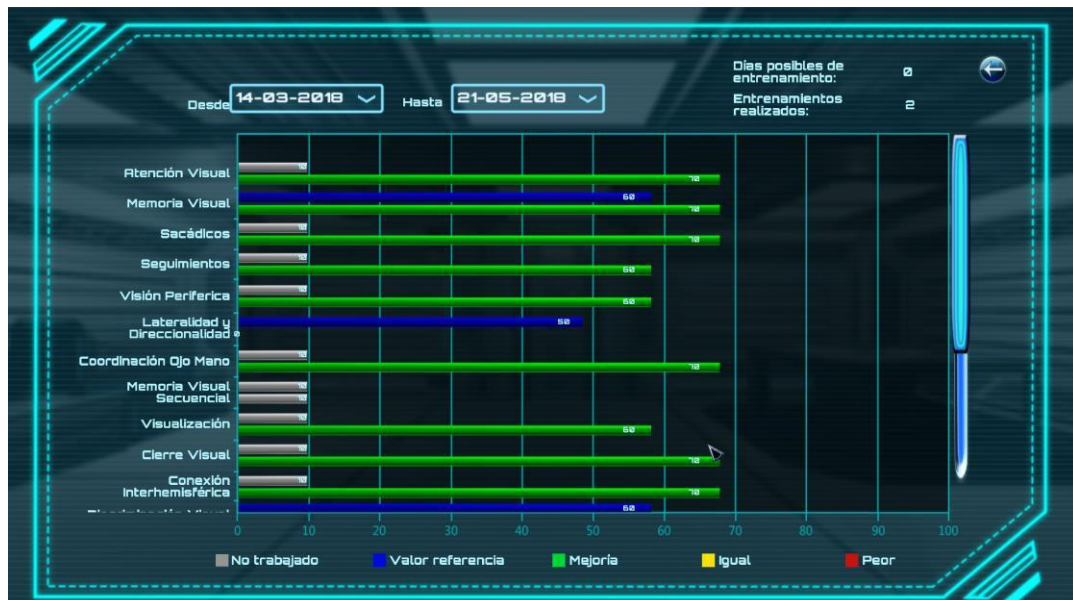 Días posibles de
entrenamiento:
0
Desde
14-03-2018
Hasta
21-05-2018
Entrenamientos
realizados:
2
Atención Visual
10
70
Memoria Visual
60
70
Sacádicos
10
70
Seguimientos
10
60
Visión Periferica
10
60
Lateralidad y
Direccionalidad
50
0
Coordinación Ojo Mano
10
70
Memoria Visual
Secuencial
10
10
Visualización
10
60
Cierre Visual
10
70
Conexión
Interhemisférica
10
70
60
0 10 20 30 40 50 60 70 80 90 100
No trabajado
Valor referencia
Mejoría
Igual
Peor